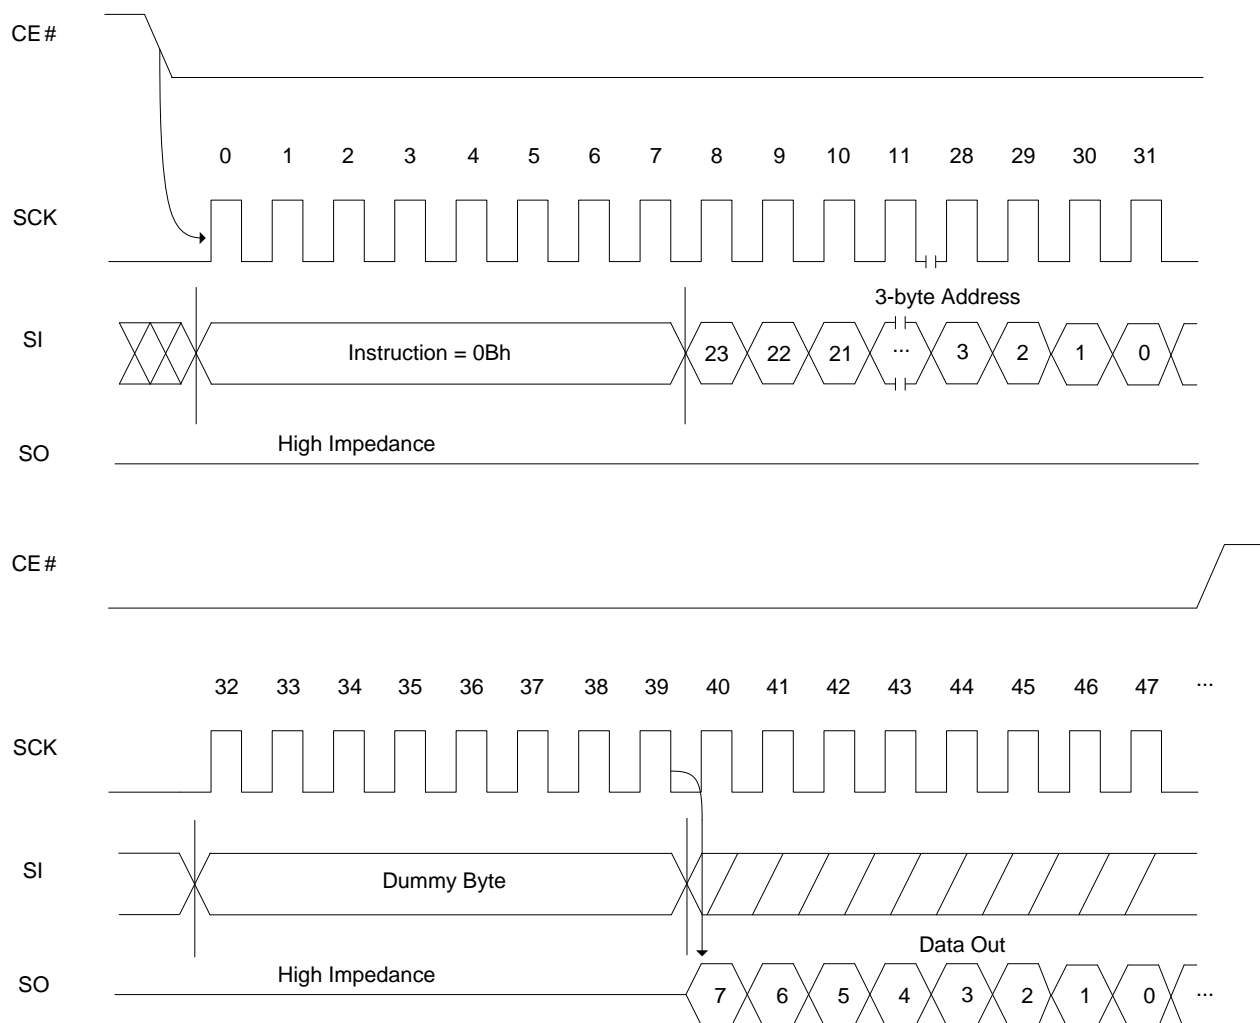 CE#
0 1 2 3 4 5 6 7 8 9 10 11 28 29 30 31
SCK
3-byte Address
SI
Instruction = 0Bh
23 22 21 ... 3 2 1 0
High Impedance
SO
CE#
32 33 34 35 36 37 38 39 40 41 42 43 44 45 46 47 ...
SCK
SI
Dummy Byte
Data Out
High Impedance
SO
7 6 5 4 3 2 1 0 ...